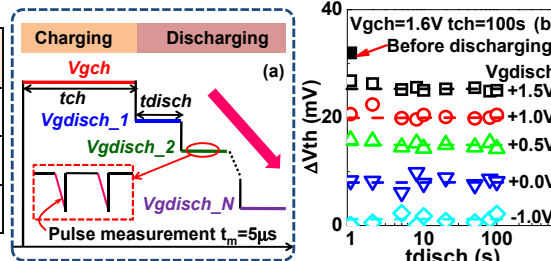 Charging Discharging
(a)
Vgch
tch
tdisch
Vgdisch_1
Vgdisch_2
Vgdisch_N
Pulse measurement tm=5μs
Vgch=1.6V tch=100s (b
Before discharging
Vgdisch
+1.5V
+1.0V
+0.5V
+0.0V
-1.0V
ΔVth (mV)
40
20
0
1 10 100
tdisch (s)